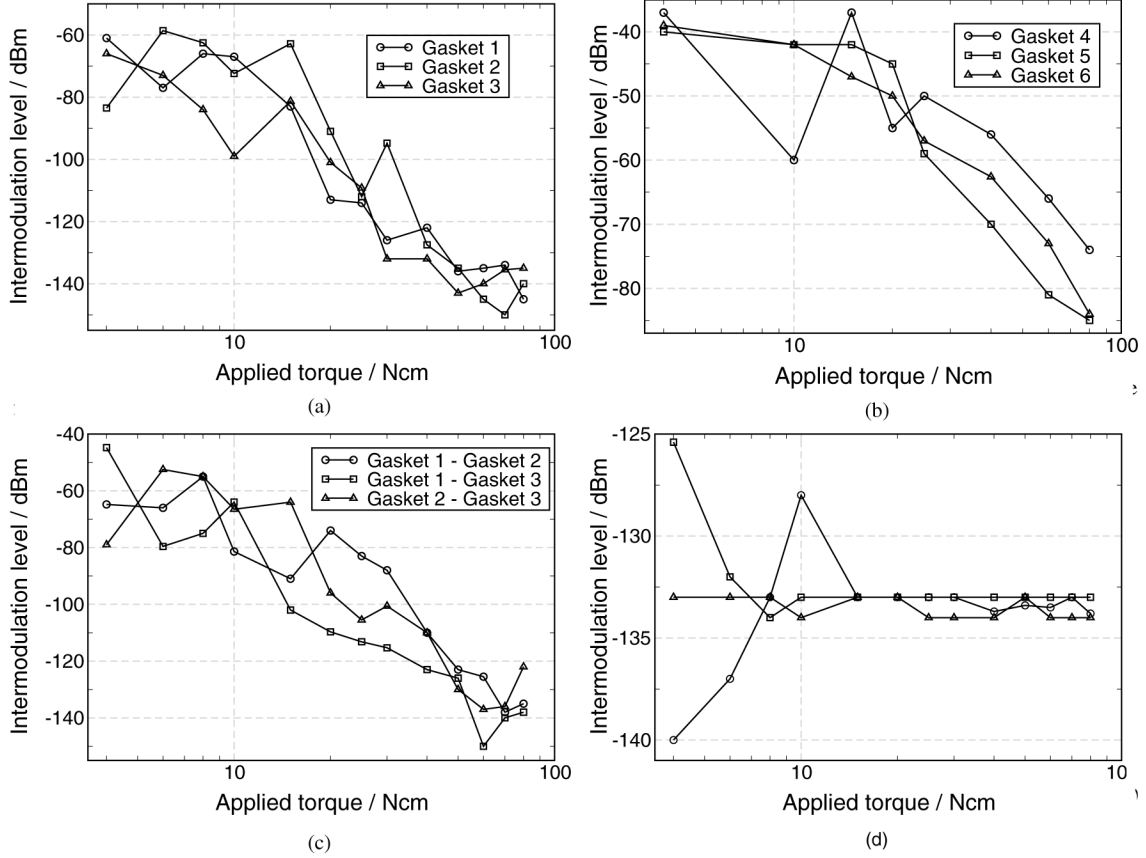 -60
-80
-100
-120
-140
10
100
Intermodulation level / dBm
Applied torque / Ncm
Gasket 1
Gasket 2
Gasket 3
(a)
-40
-50
-60
-70
-80
10
100
Intermodulation level / dBm
Applied torque / Ncm
Gasket 4
Gasket 5
Gasket 6
(b)
e
-40
-60
-80
-100
-120
-140
10
100
Intermodulation level / dBm
Applied torque / Ncm
Gasket 1 - Gasket 2
Gasket 1 - Gasket 3
Gasket 2 - Gasket 3
(c)
-125
-130
-135
-140
10
100
Intermodulation level / dBm
Applied torque / Ncm
(d)